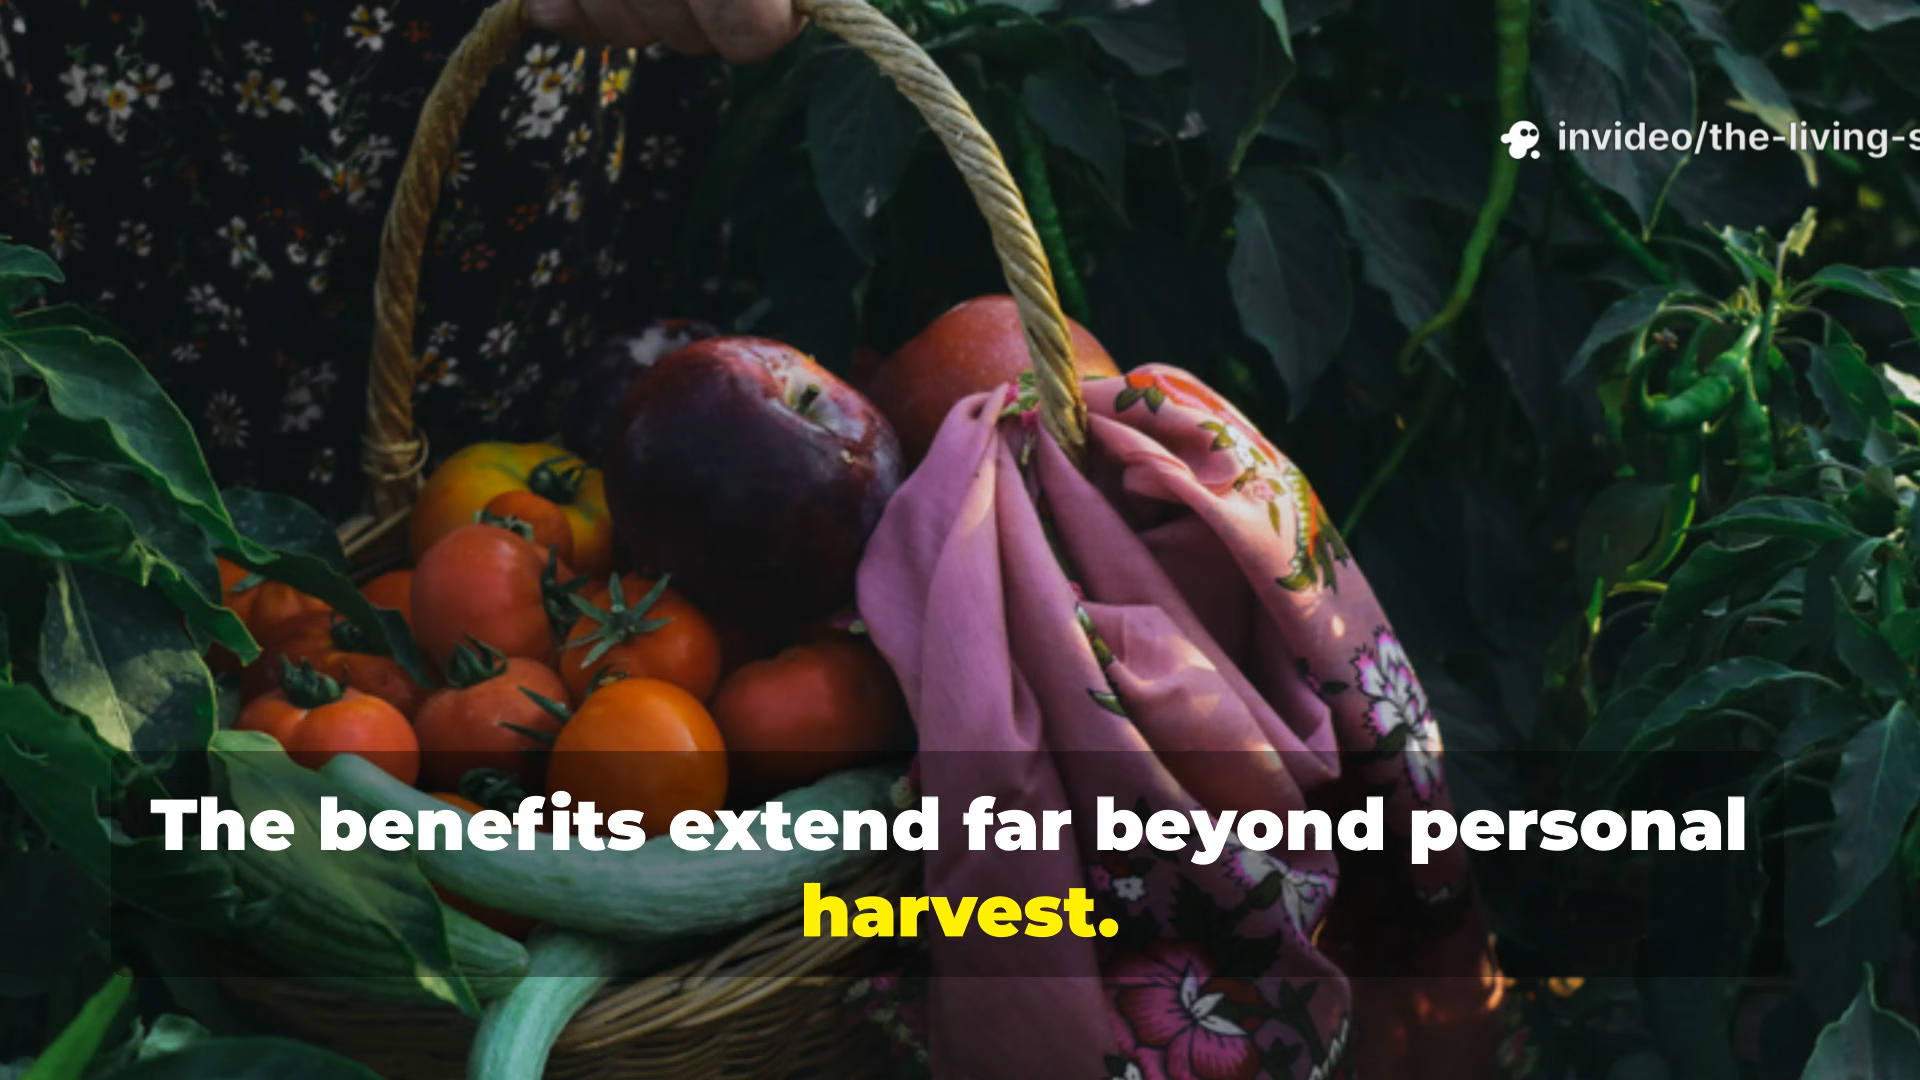 invideo/the-living-s
The benefits extend far beyond personal
harvest.